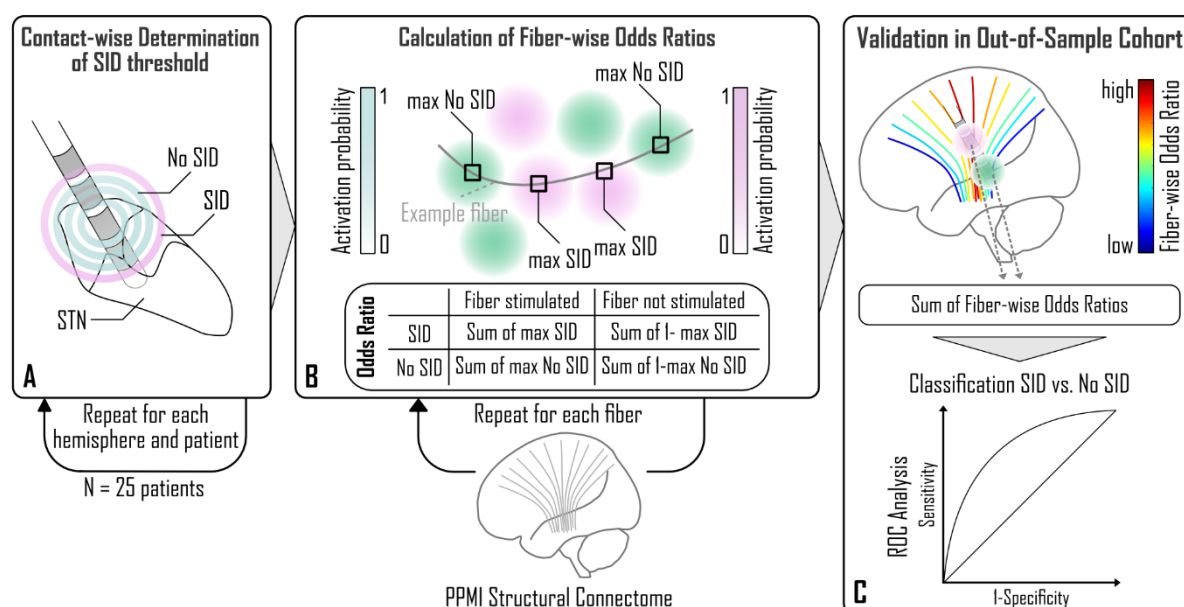 Contact-wise Determination
of SID threshold
No SID
SID
STN
A
Repeat for each
hemisphere and patient
N = 25 patients
Calculation of Fiber-wise Odds Ratios
Activation probability
1
0
max No SID
max No SID
Example fiber
max SID
max SID
Activation probability
1
0
Odds Ratio
Fiber stimulated Fiber not stimulated
SID Sum of max SID Sum of 1- max SID
No SID Sum of max No SID Sum of 1-max No SID
B
Repeat for each fiber
PPMI Structural Connectome
Validation in Out-of-Sample Cohort
high
low
Fiber-wise Odds Ratio
Sum of Fiber-wise Odds Ratios
Classification SID vs. No SID
ROC Analysis
Sensitivity
1-Specificity
C